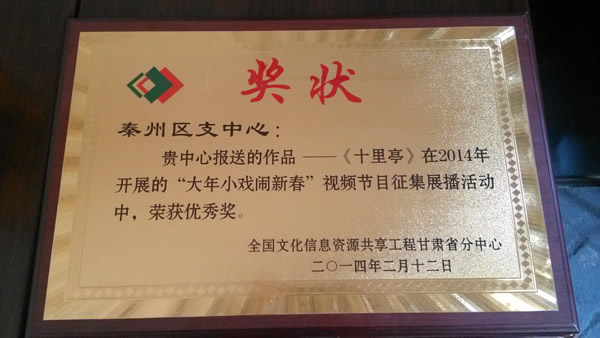 奖状
秦州区支中心：
贵中心报送的作品 ——《十里亭》在2014年
开展的“大年小戏闹新春”视频节目征集展播活动
中，荣获优秀奖。
全国文化信息资源共享工程甘肃省分中心
二〇一四年二月十二日